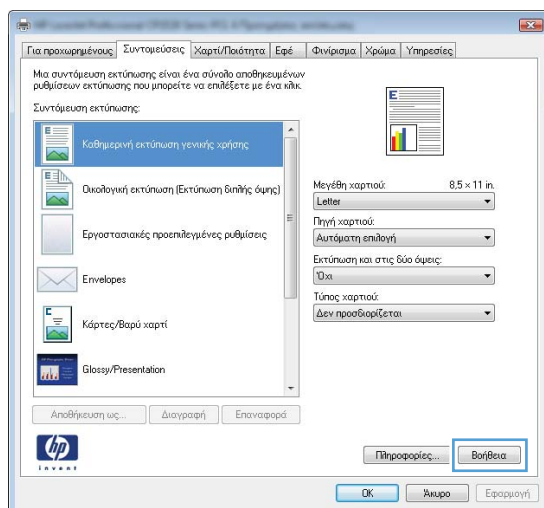 Για προχωρημένους Συντομεύσεις Χαρτί/Ποιότητα Εφέ Φινίρισμα Χρώμα Υπηρεσίες
Μια συντόμευση εκτύπωσης είναι ένα σύνολο αποθηκευμένων
ρυθμίσεων εκτύπωσης που μπορείτε να επιλέξετε με ένα κλικ.
Συντόμευση εκτύπωσης:
Καθημερινή εκτύπωση γενικής χρήσης
Οικολογική εκτύπωση (Εκτύπωση διπλής όψης)
Εργοστασιακές προεπιλεγμένες ρυθμίσεις
Envelopes
Κάρτες/Βαρύ χαρτί
Glossy/Presentation
E
Μεγέθη χαρτιού: 8,5 × 11 in.
Letter
Πηγή χαρτιού:
Αυτόματη επιλογή
Εκτύπωση και στις δύο όψεις:
Όχι
Τύπος χαρτιού:
Δεν προσδιορίζεται
Αποθήκευση ως... Διαγραφή Επαναφορά
hp
invent
Πληροφορίες... Βοήθεια
OK Άκυρο Εφαρμογή